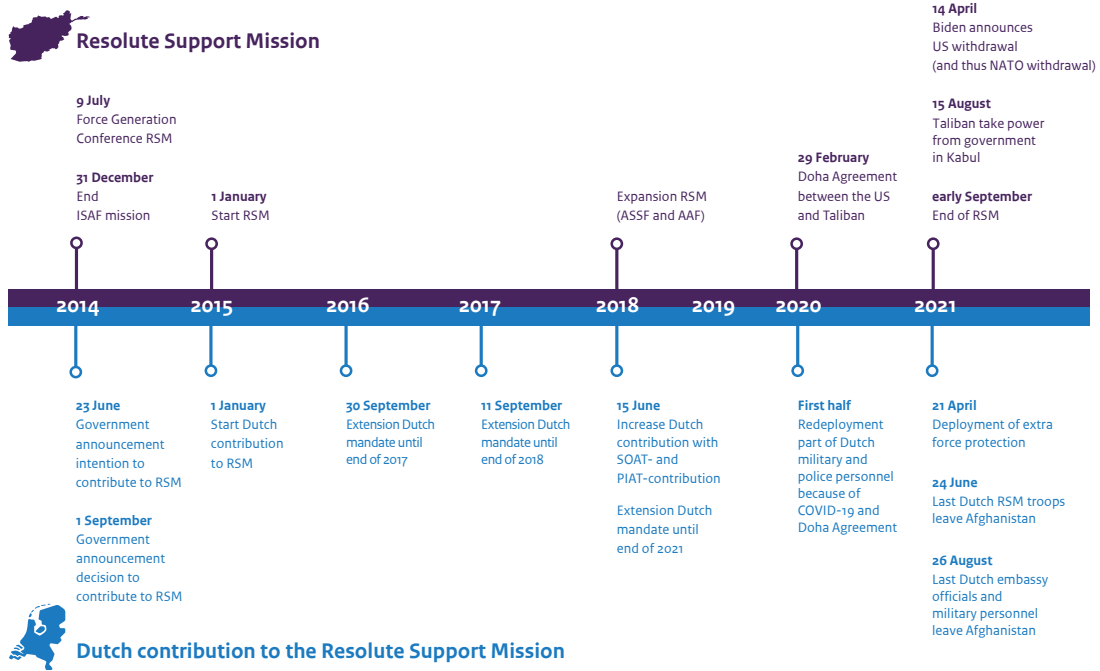 Resolute Support Mission
9 July
Force Generation
Conference RSM
31 December
End
ISAF mission
1 January
Start RSM
Expansion RSM
(ASSF and AAF)
29 February
Doha Agreement
between the US
and Taliban
14 April
Biden announces
US withdrawal
(and thus NATO withdrawal)
15 August
Taliban take power
from government
in Kabul
early September
End of RSM
2014 2015 2016 2017 2018 2019 2020 2021
23 June
Government
announcement
intention to
contribute to RSM
1 September
Government
announcement
decision to
contribute to RSM
1 January
Start Dutch
contribution
to RSM
30 September
Extension Dutch
mandate until
end of 2017
11 September
Extension Dutch
mandate until
end of 2018
15 June
Increase Dutch
contribution with
SOAT- and
PIAT-contribution
Extension Dutch
mandate until
end of 2021
First half
Redeployment
part of Dutch
military and
police personnel
because of
COVID-19 and
Doha Agreement
21 April
Deployment of extra
force protection
24 June
Last Dutch RSM troops
leave Afghanistan
26 August
Last Dutch embassy
officials and
military personnel
leave Afghanistan
Dutch contribution to the Resolute Support Mission